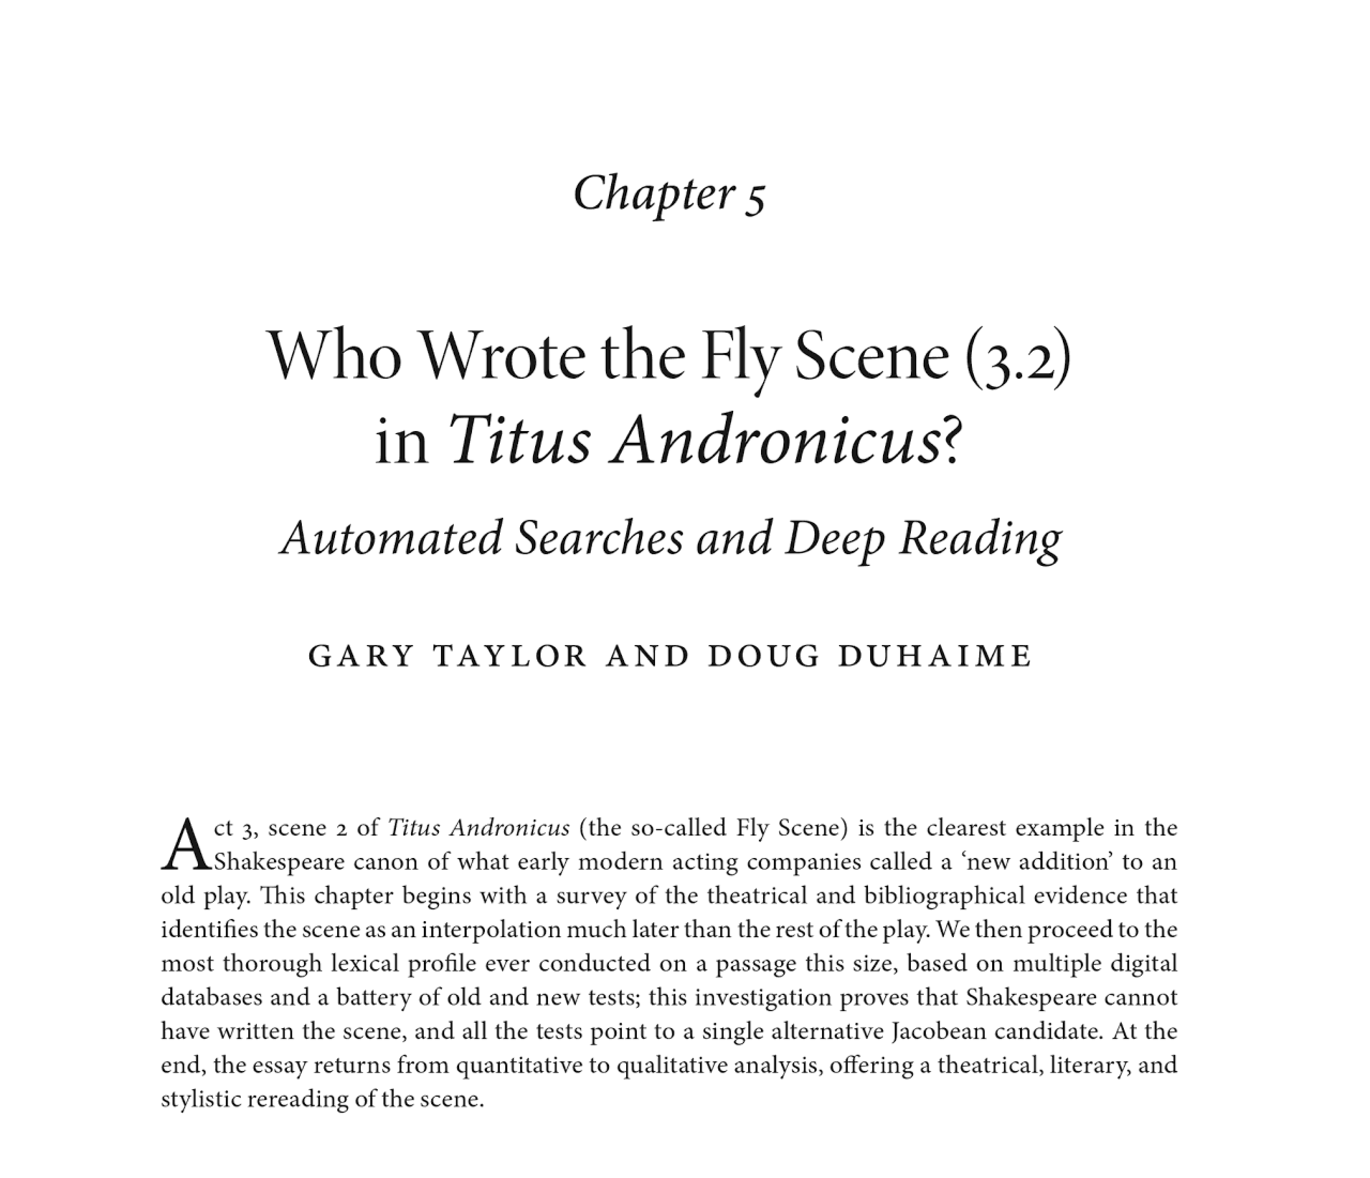 Chapter 5
Who Wrote the Fly Scene (3.2)
in Titus Andronicus?
Automated Searches and Deep Reading
GARY TAYLOR AND DOUG DUHAIME
Act 3, scene 2 of Titus Andronicus (the so-called Fly Scene) is the clearest example in the
Shakespeare canon of what early modern acting companies called a ‘new addition’ to an
old play. This chapter begins with a survey of the theatrical and bibliographical evidence that
identifies the scene as an interpolation much later than the rest of the play. We then proceed to the
most thorough lexical profile ever conducted on a passage this size, based on multiple digital
databases and a battery of old and new tests; this investigation proves that Shakespeare cannot
have written the scene, and all the tests point to a single alternative Jacobean candidate. At the
end, the essay returns from quantitative to qualitative analysis, offering a theatrical, literary, and
stylistic rereading of the scene.